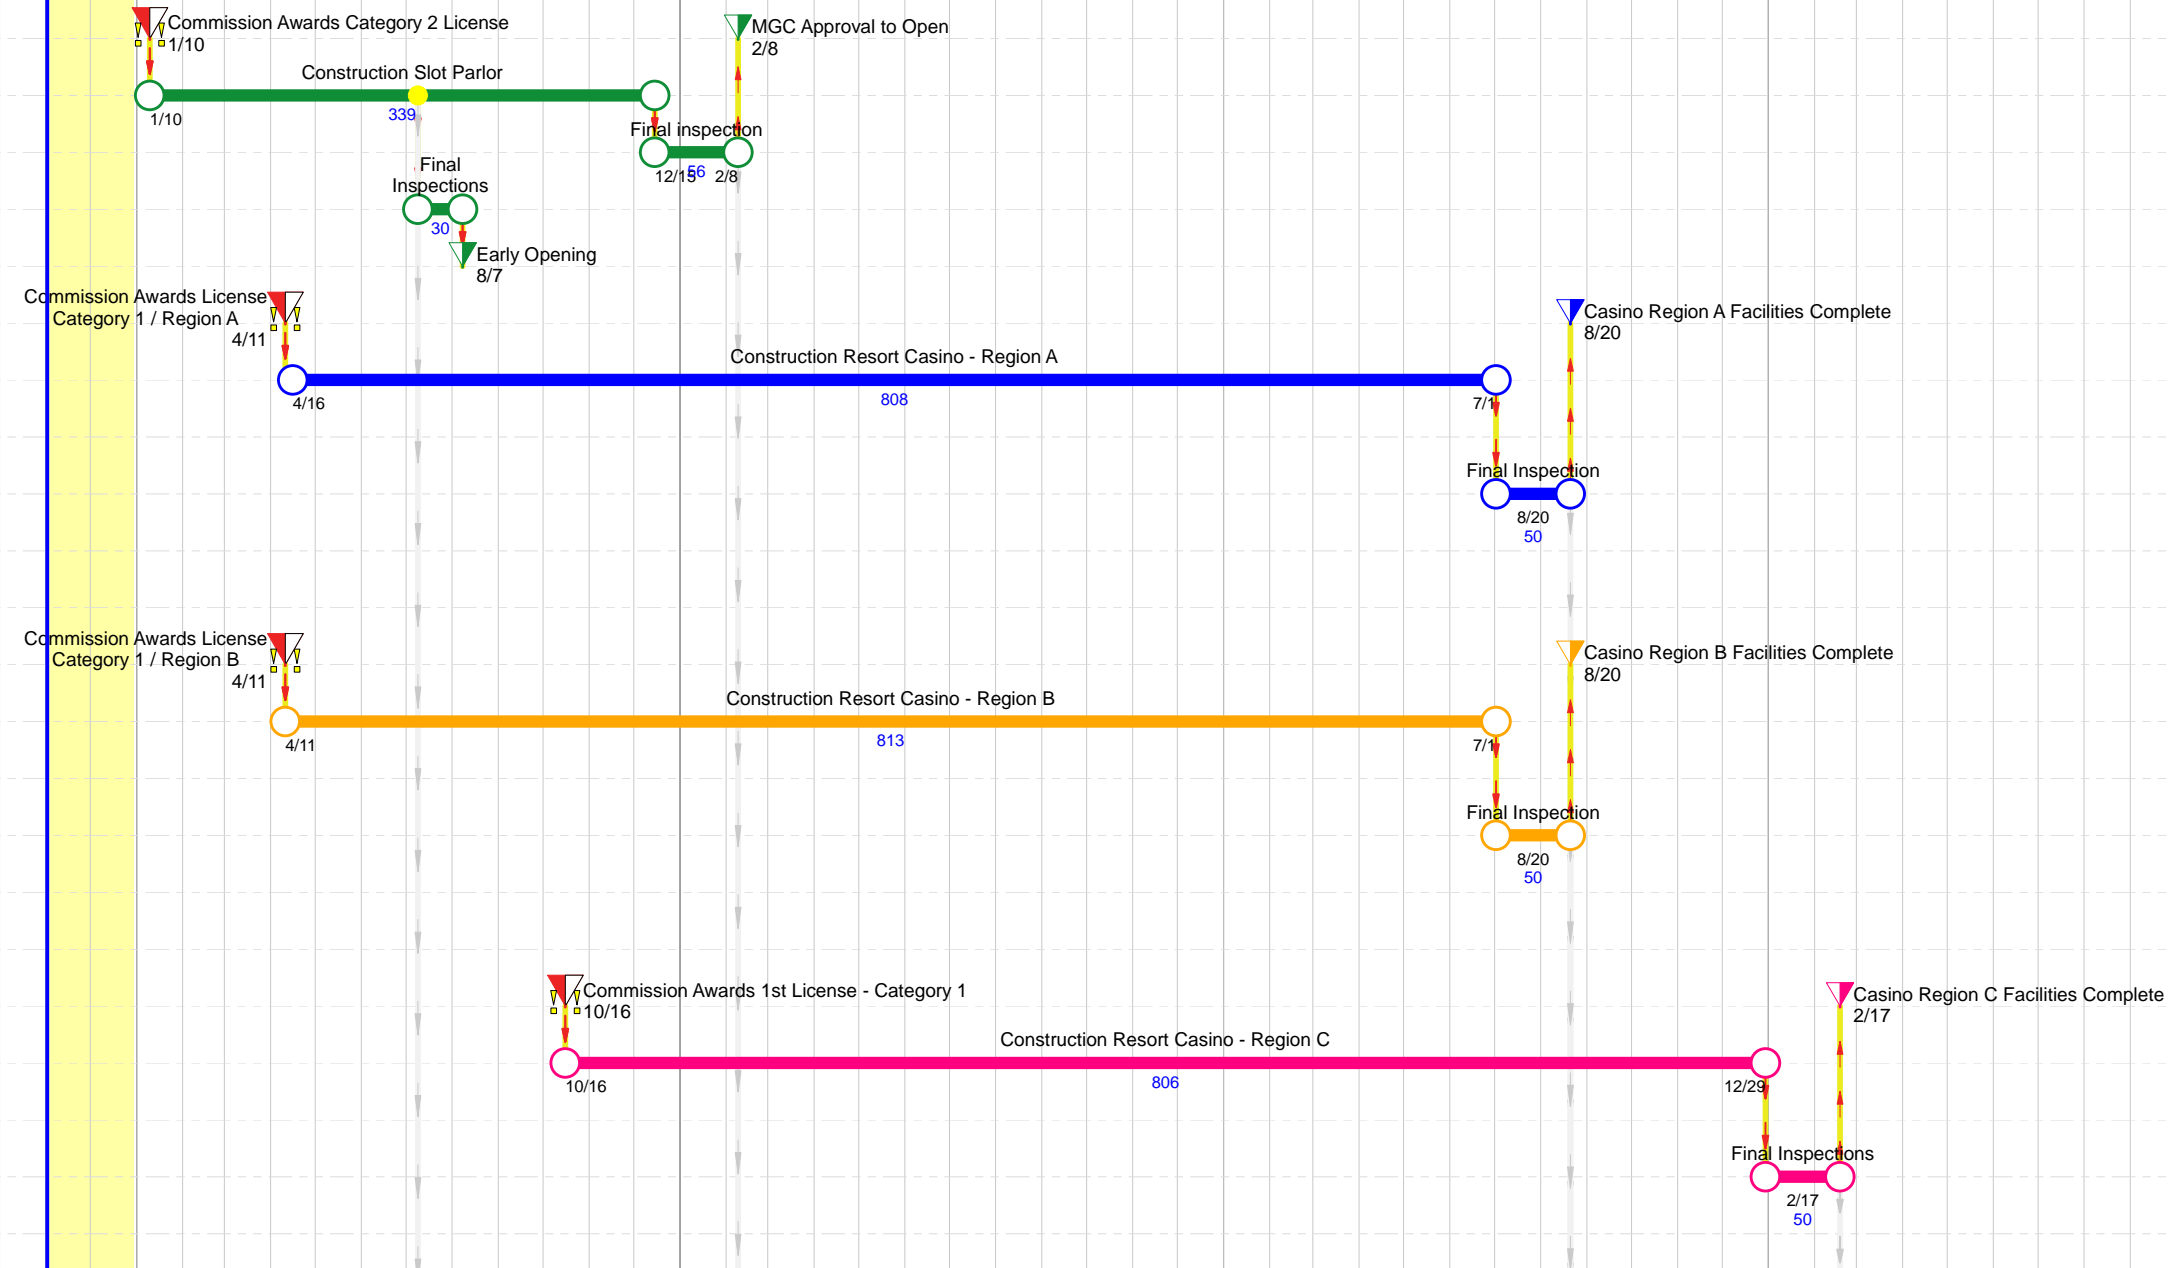 Commission Awards Category 2 License
1/10
MGC Approval to Open
2/8
Construction Slot Parlor
1/10
339
Final inspection
12/15
56
2/8
Final
Inspections
30
Early Opening
8/7
Commission Awards License
Category 1 / Region A
4/11
Casino Region A Facilities Complete
8/20
Construction Resort Casino - Region A
4/16
808
7/1
Final Inspection
8/20
50
Commission Awards License
Category 1 / Region B
4/11
Casino Region B Facilities Complete
8/20
Construction Resort Casino - Region B
4/11
813
7/1
Final Inspection
8/20
50
Commission Awards 1st License - Category 1
10/16
Casino Region C Facilities Complete
2/17
Construction Resort Casino - Region C
10/16
806
12/29
Final Inspections
2/17
50